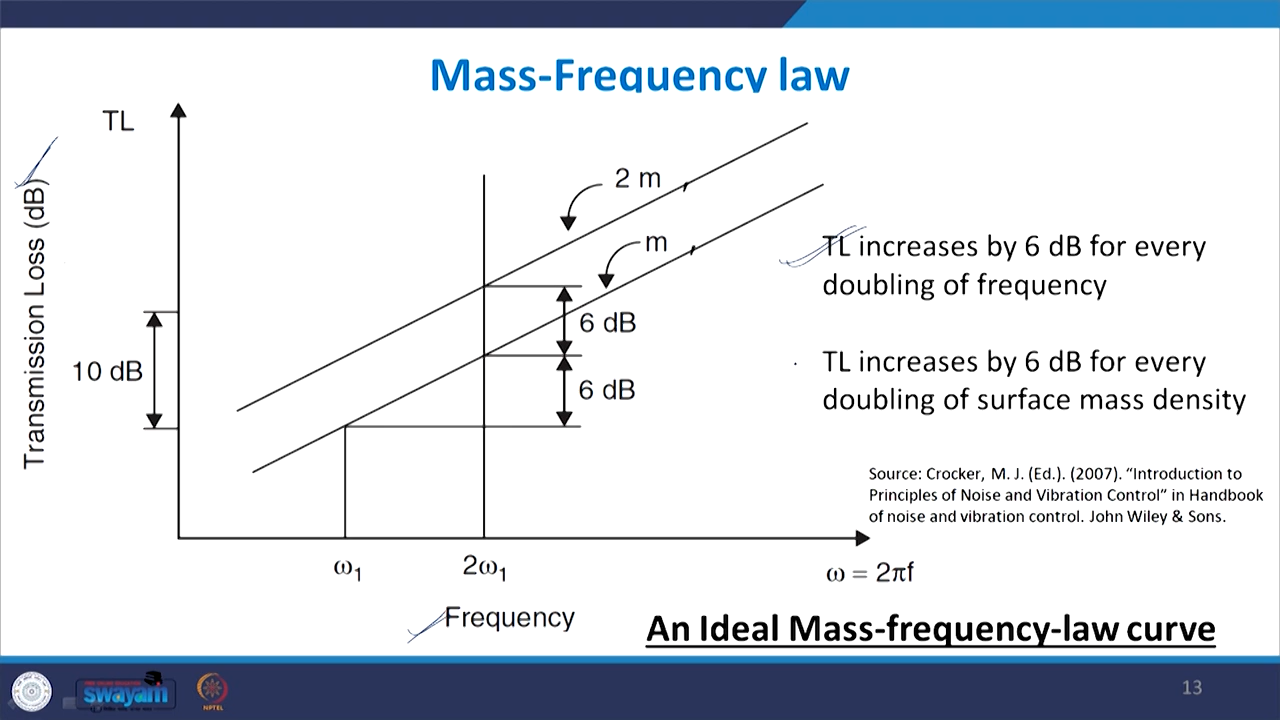 Mass-Frequency law
TL
Transmission Loss (dB)
2 m
m
6 dB
10 dB
6 dB
ω1
2ω1
ω = 2πf
Frequency
TL increases by 6 dB for every
doubling of frequency
TL increases by 6 dB for every
doubling of surface mass density
Source: Crocker, M. J. (Ed.). (2007). “Introduction to
Principles of Noise and Vibration Control” in Handbook
of noise and vibration control. John Wiley & Sons.
An Ideal Mass-frequency-law curve
swayam
NPTEL
13